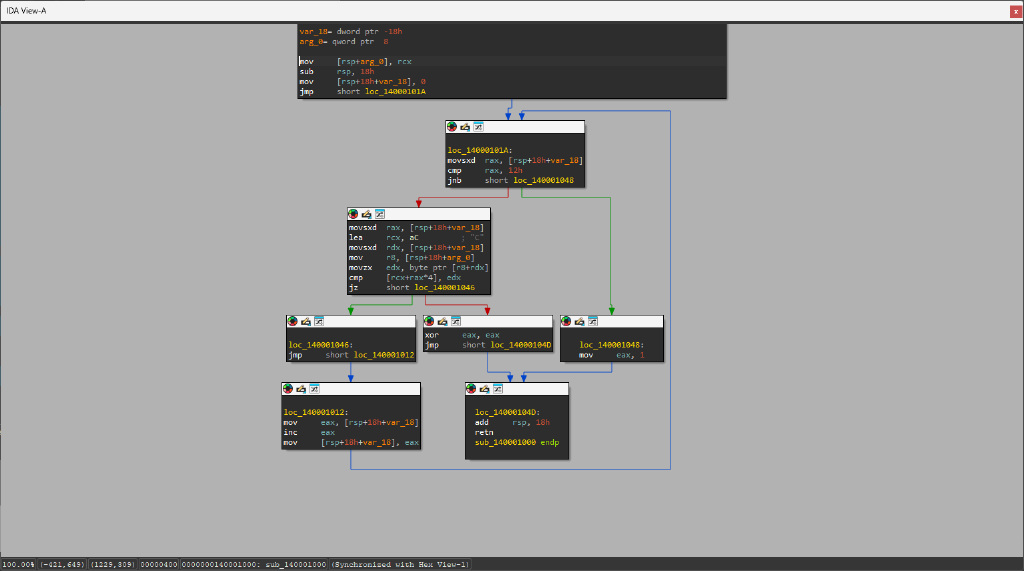 IDA View-A
x
var_18= dword ptr -18h
arg_0= qword ptr  8
mov     [rsp+arg_0], rcx
sub     rsp, 18h
mov     [rsp+18h+var_18], 0
jmp     short loc_14000101A
loc_14000101A:
movsxd  rax, [rsp+18h+var_18]
cmp     rax, 12h
jnb     short loc_140001048
movsxd  rax, [rsp+18h+var_18]
lea     rcx, aC         ; "C"
movsxd  rdx, [rsp+18h+var_18]
mov     r8, [rsp+18h+arg_0]
movzx   edx, byte ptr [r8+rdx]
cmp     [rcx+rax*4], edx
jz      short loc_140001046
loc_140001046:
jmp     short loc_140001012
xor     eax, eax
jmp     short loc_14000104D
loc_140001048:
mov     eax, 1
loc_140001012:
mov     eax, [rsp+18h+var_18]
inc     eax
mov     [rsp+18h+var_18], eax
loc_14000104D:
add     rsp, 18h
retn
sub_140001000 endp
100.00% (-421,649) (1229,809) 00000400 0000000140001000: sub_140001000 (Synchronized with Hex View-1)